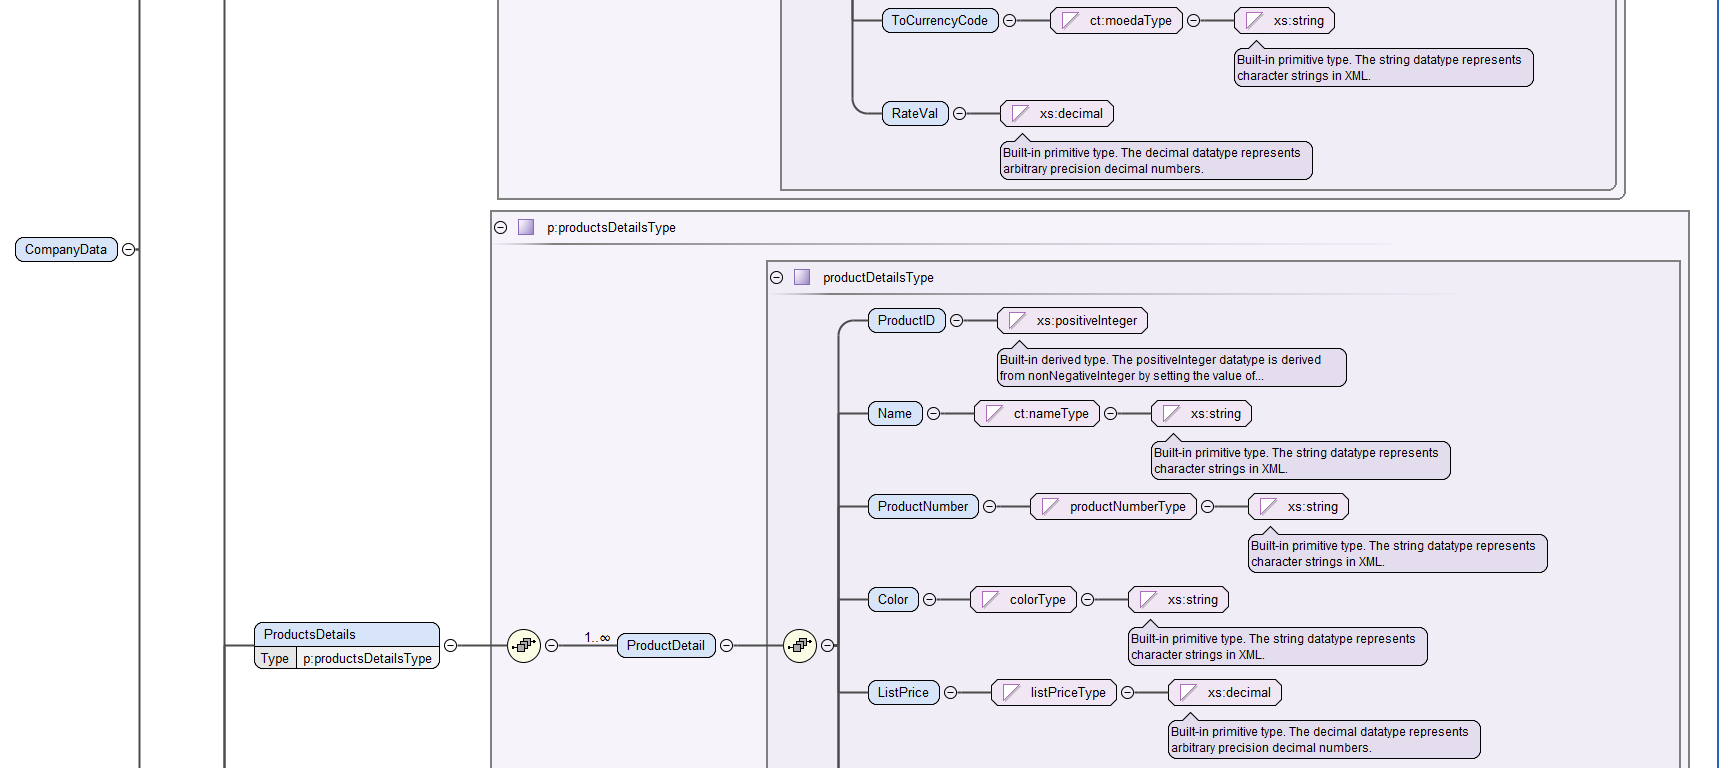 ToCurrencyCode ct:moedaType xs:string
Built-in primitive type. The string datatype represents
character strings in XML.
RateVal xs:decimal
Built-in primitive type. The decimal datatype represents
arbitrary precision decimal numbers.
p:productsDetailsType
CompanyData
productDetailsType
ProductID xs:positiveInteger
Built-in derived type. The positiveInteger datatype is derived
from nonNegativeInteger by setting the value of...
Name ct:nameType xs:string
Built-in primitive type. The string datatype represents
character strings in XML.
ProductNumber productNumberType xs:string
Built-in primitive type. The string datatype represents
character strings in XML.
Color colorType xs:string
Built-in primitive type. The string datatype represents
character strings in XML.
ProductsDetails
Type p:productsDetailsType
1..∞
ProductDetail
ListPrice listPriceType xs:decimal
Built-in primitive type. The decimal datatype represents
arbitrary precision decimal numbers.